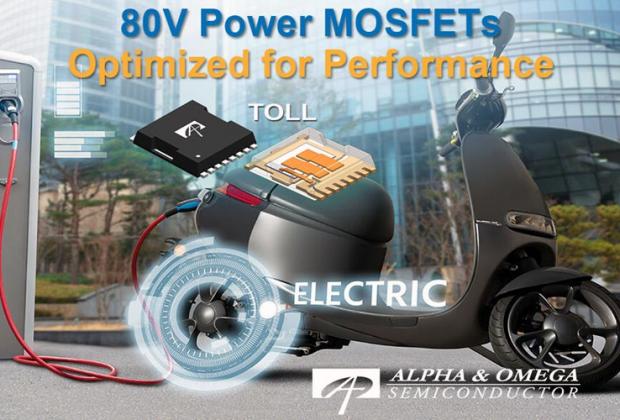 80V Power MOSFETs
Optimized for Performance
TOLL
ELECTRIC
ALPHA & OMEGA
SEMICONDUCTOR